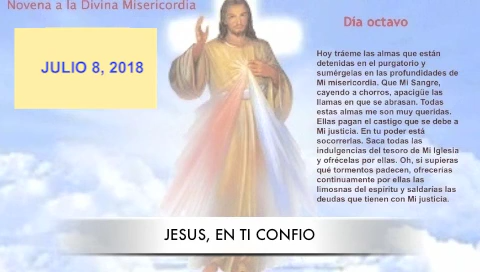 Novena a la Divina Misericordia
Día octavo
JULIO 8, 2018
Hoy tráeme las almas que están
detenidas en el purgatorio y
sumérgelas en las profundidades de
Mi misericordia. Que Mi Sangre,
cayendo a chorros, apacigüe las
llamas en que se abrasan. Todas
estas almas me son muy queridas.
Ellas pagan el castigo que se debe a
Mi justicia. En tu poder está
socorrerlas. Saca todas las
indulgencias del tesoro de Mi Iglesia
y ofrécelas por ellas. Oh, si supieras
qué tormentos padecen, ofrecerías
continuamente por ellas las
limosnas del espíritu y saldarías las
deudas que tienen con Mi justicia.
JESUS, EN TI CONFIO